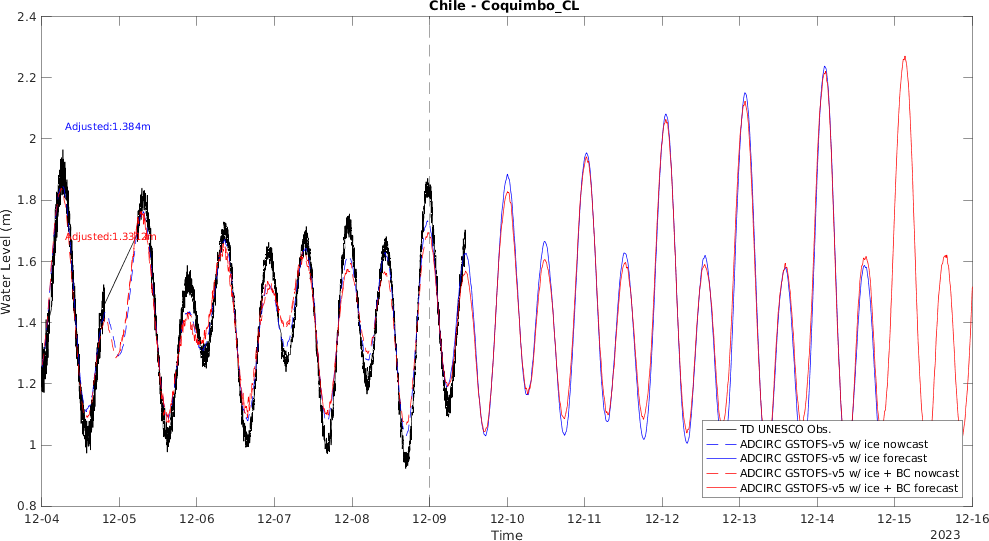 Chile - Coquimbo_CL
2.4
2.2
2
1.8
1.6
1.4
1.2
1
0.8
Water Level (m)
Adjusted:1.384m
TD UNESCO Obs.
ADCIRC GSTOFS-v5 w/ ice nowcast
ADCIRC GSTOFS-v5 w/ ice forecast
ADCIRC GSTOFS-v5 w/ ice + BC nowcast
ADCIRC GSTOFS-v5 w/ ice + BC forecast
12-04 12-05 12-06 12-07 12-08 12-09 12-10 12-11 12-12 12-13 12-14 12-15 12-16
Time
2023